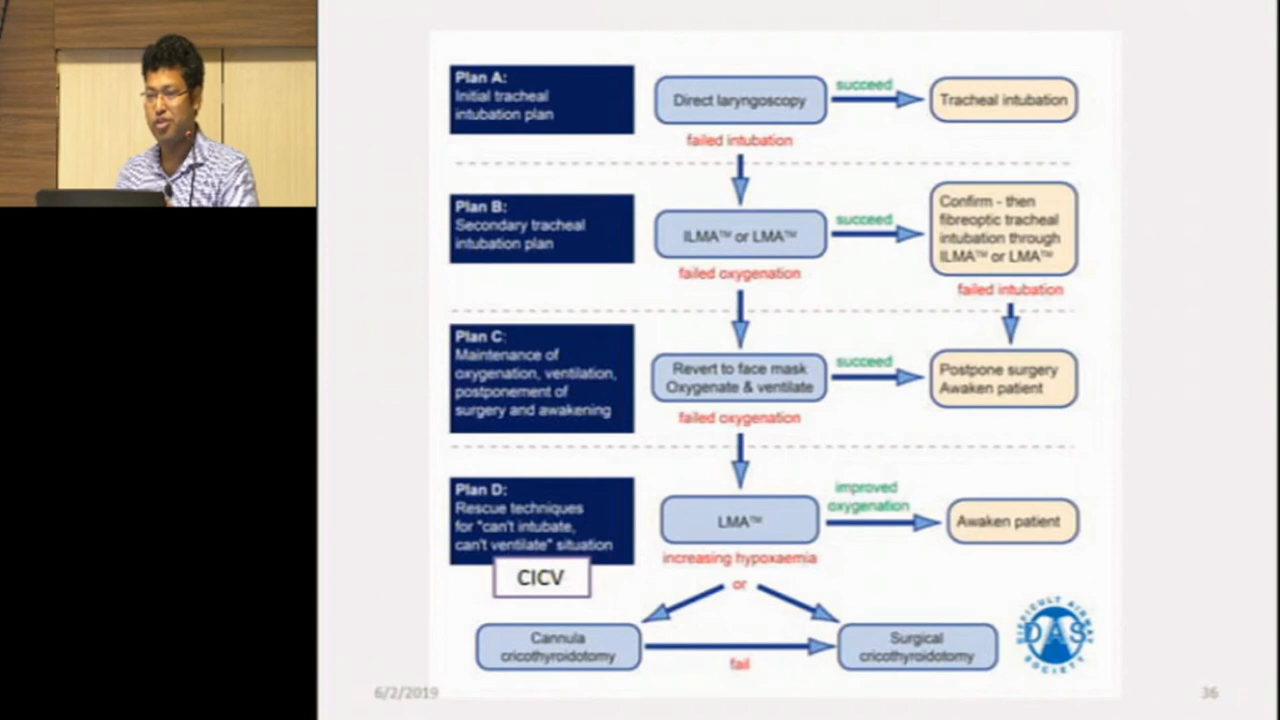 Plan A:
Initial tracheal
intubation plan
Direct laryngoscopy
succeed
Tracheal intubation
failed intubation
Plan B:
Secondary tracheal
intubation plan
ILMA™ or LMA™
succeed
Confirm - then
fibreoptic tracheal
intubation through
ILMA™ or LMA™
failed oxygenation
failed intubation
Plan C:
Maintenance of
oxygenation, ventilation,
postponement of
surgery and awakening
Revert to face mask
Oxygenate & ventilate
succeed
Postpone surgery
Awaken patient
failed oxygenation
Plan D:
Rescue techniques
for "can't intubate,
can't ventilate" situation
CICV
LMA™
improved
oxygenation
Awaken patient
increasing hypoxaemia
or
Cannula
cricothyroidotomy
fail
Surgical
cricothyroidotomy
DIFFICULT AIRWAY
DAS
SOCIETY
6/2/2019
36